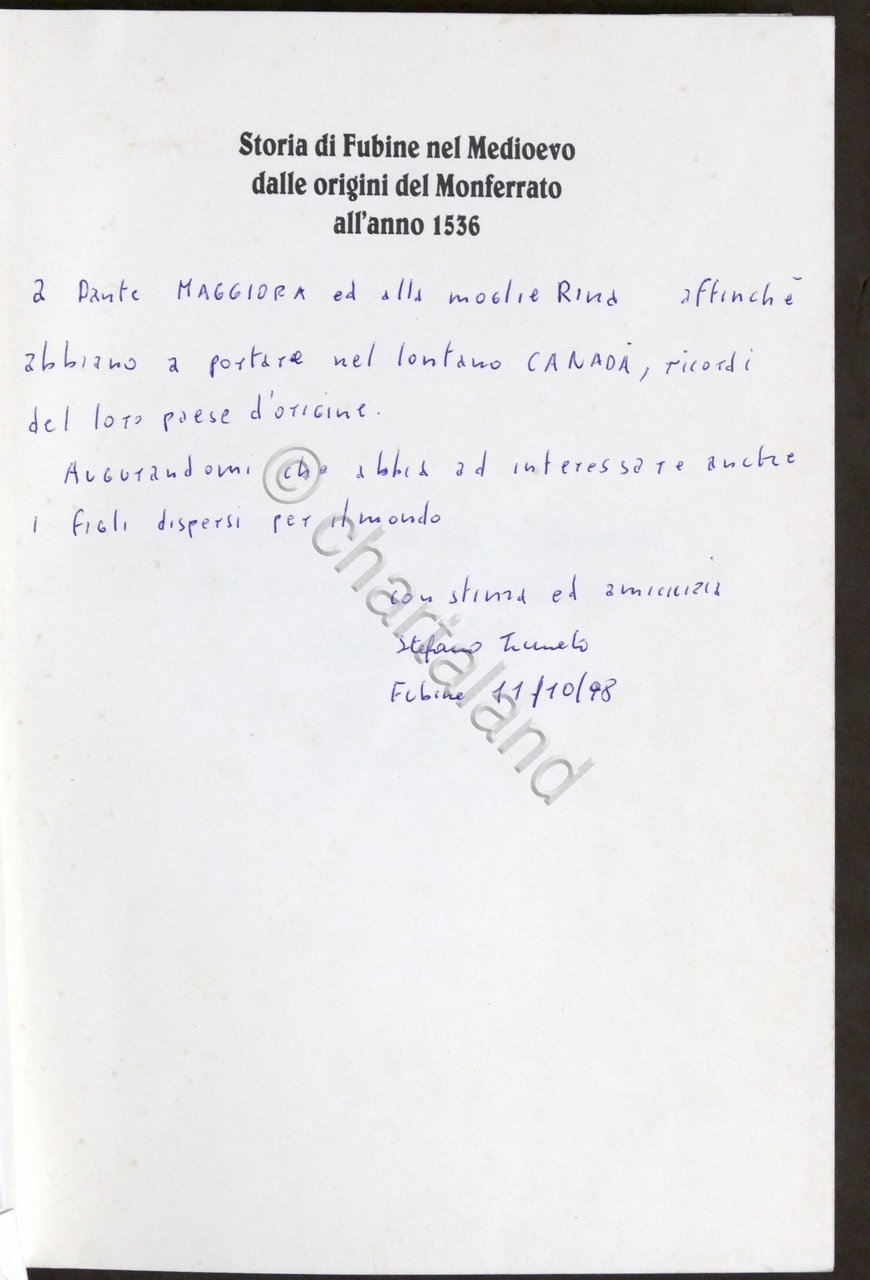 Storia di Fubine nel Medioevo
dalle origini del Monferrato
all'anno 1536
a Dante MAGGIORA ed alla moglie Rina affinchè
abbiano a portare nel lontano CANADÀ, ricordi
del loro paese d'origine.
Augurandomi che abbia ad interessare anche
i figli dispersi per il mondo
con stima ed amicizia
Stefano
Fubine 11/10/98
© chartaland